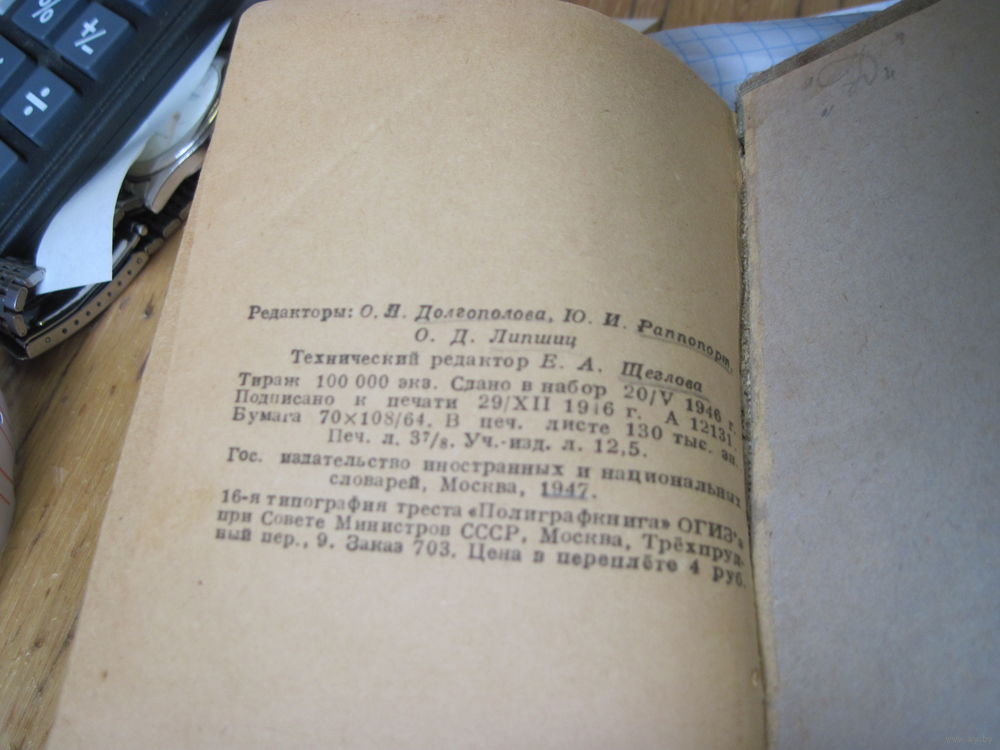 Редакторы: О. Я. Долгополова, Ю. И. Раппопорт,
О. Д. Липшиц
Технический редактор Е. А. Щеглова
Тираж 100 000 экз. Сдано в набор 20/V 1946 г.
Подписано к печати 29/XII 1946 г. А 12131.
Бумага 70×108/64. В печ. листе 130 тыс. зн.
Печ. л. 3⁷/₈. Уч.-изд. л. 12,5.
Гос. издательство иностранных и национальных
словарей, Москва, 1947.
16-я типография треста «Полиграфкнига» ОГИЗ'а
при Совете Министров СССР, Москва, Трёхпруд-
ный пер., 9. Заказ 703. Цена в переплёте 4 руб.
% +/-
÷
www.ay.by